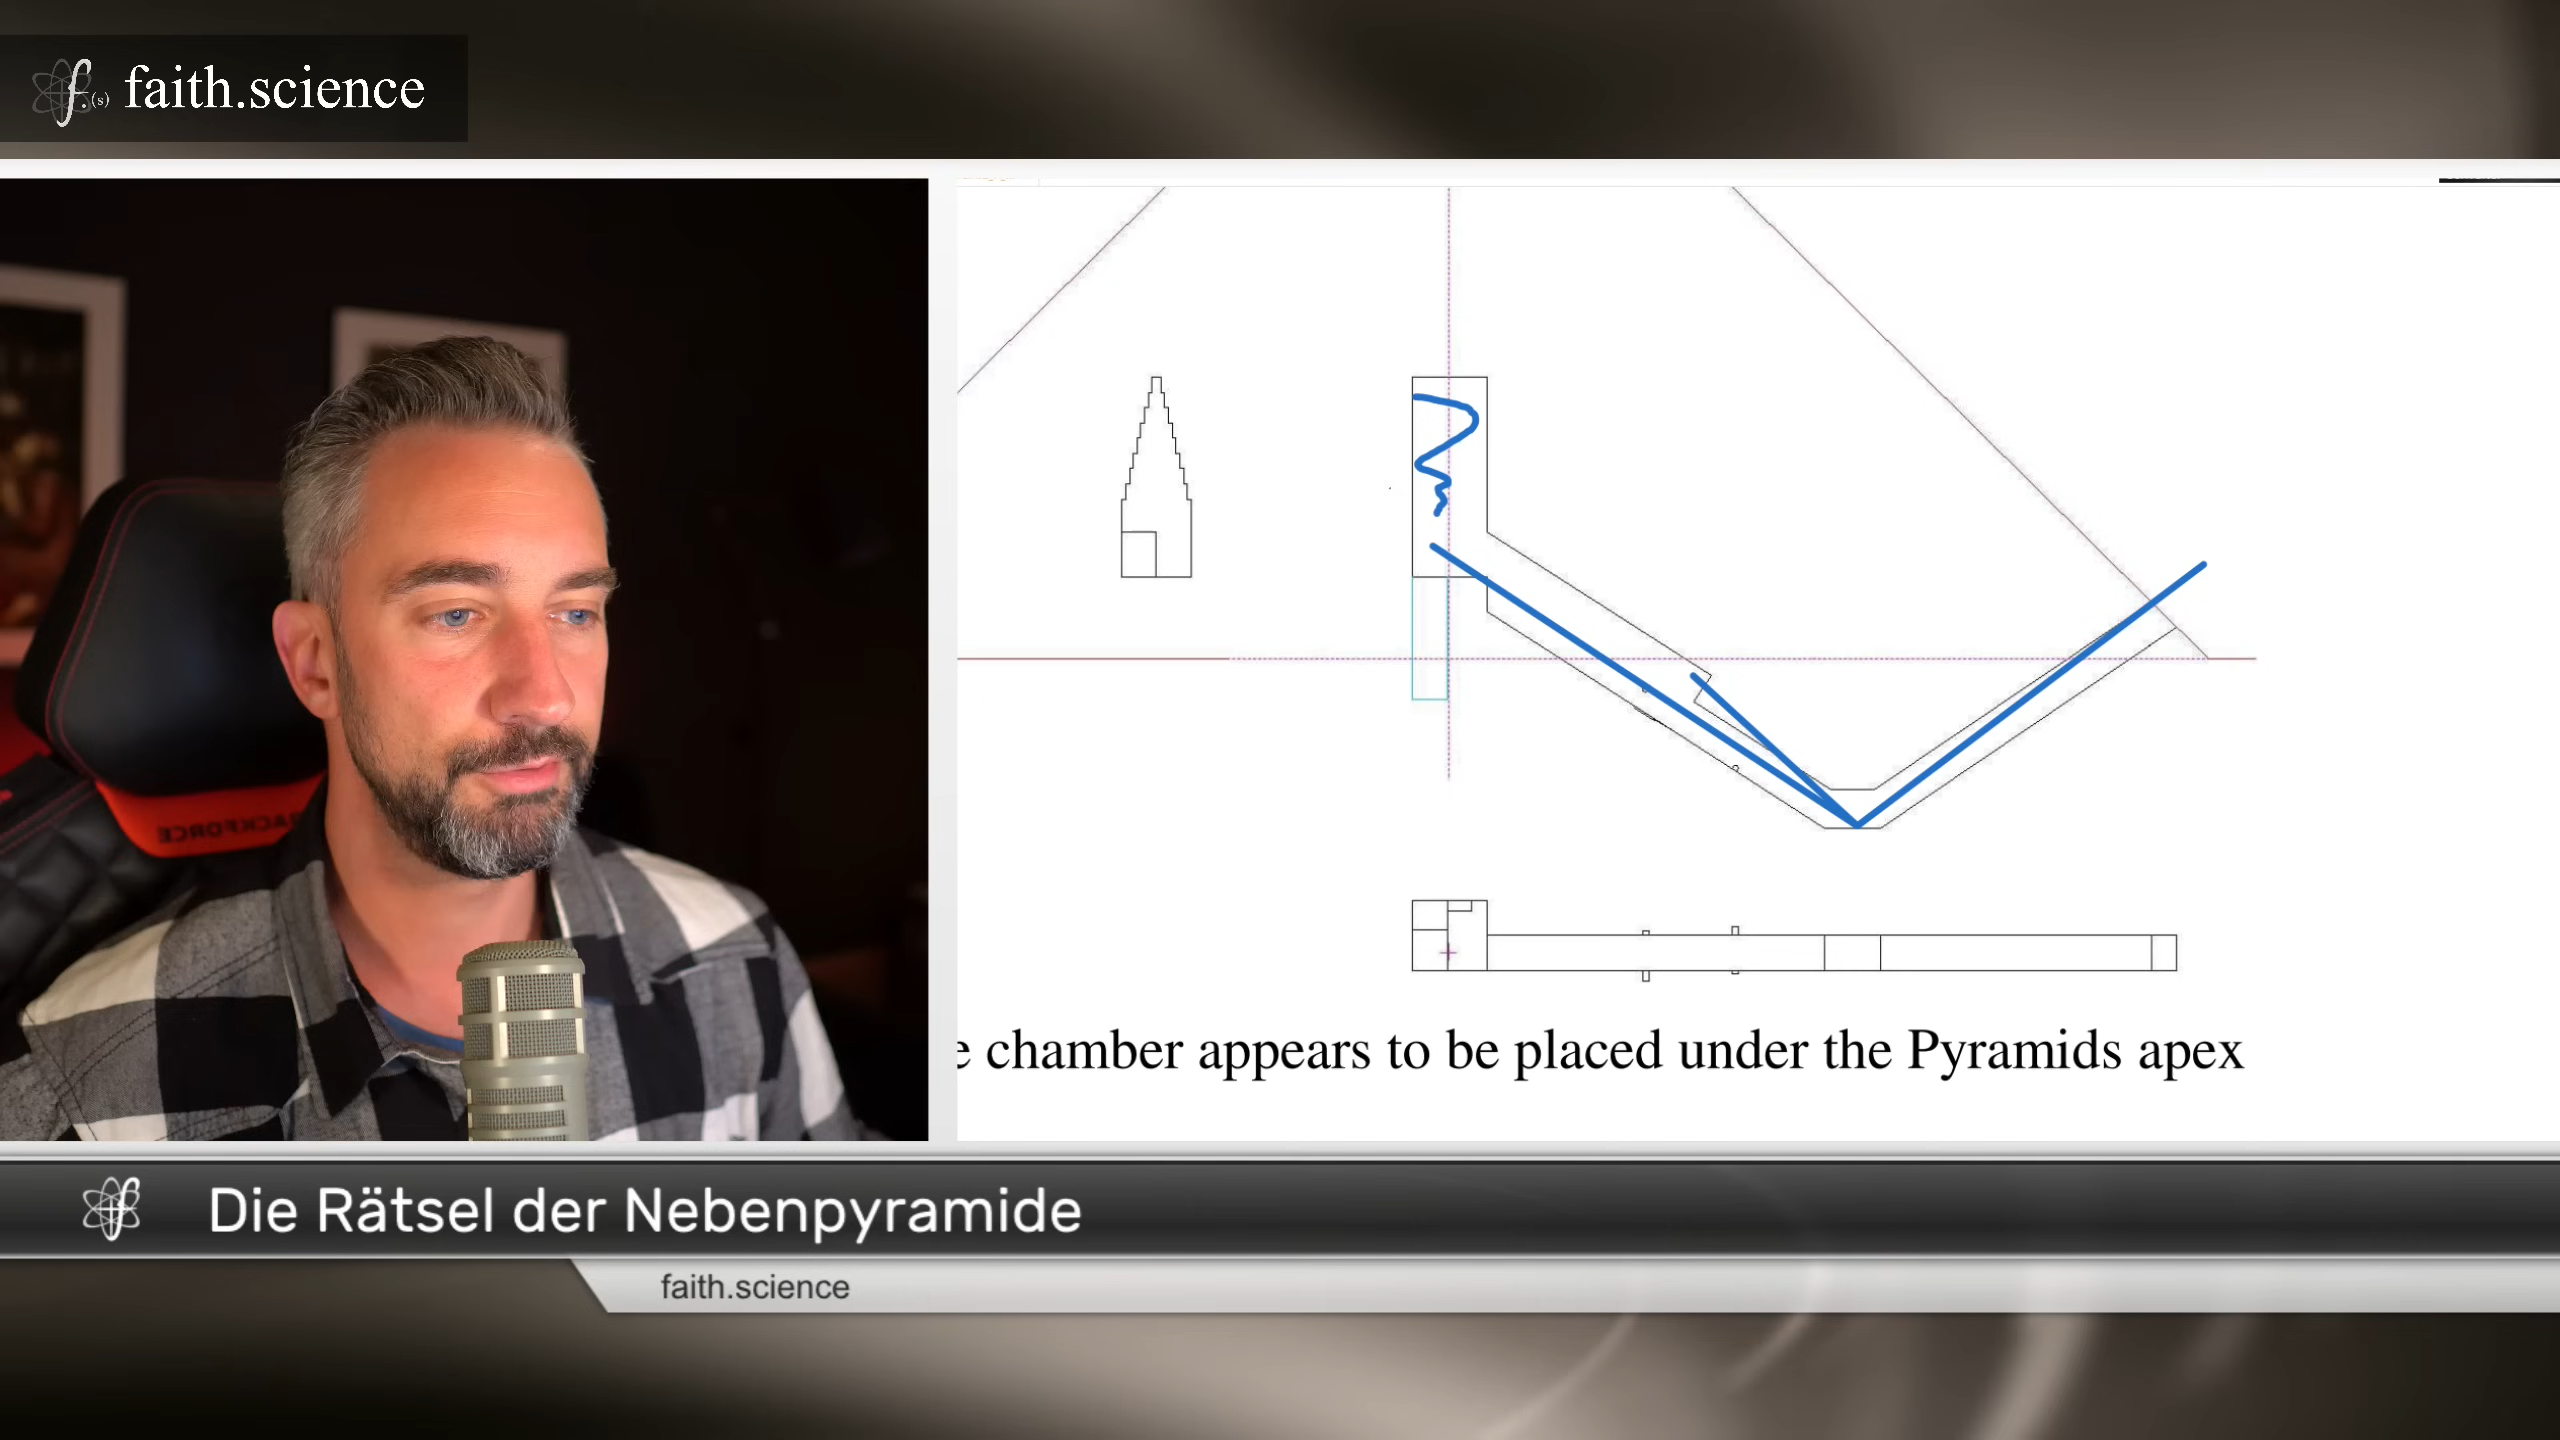 f.(s) faith.science
e chamber appears to be placed under the Pyramids apex
Die Rätsel der Nebenpyramide
faith.science